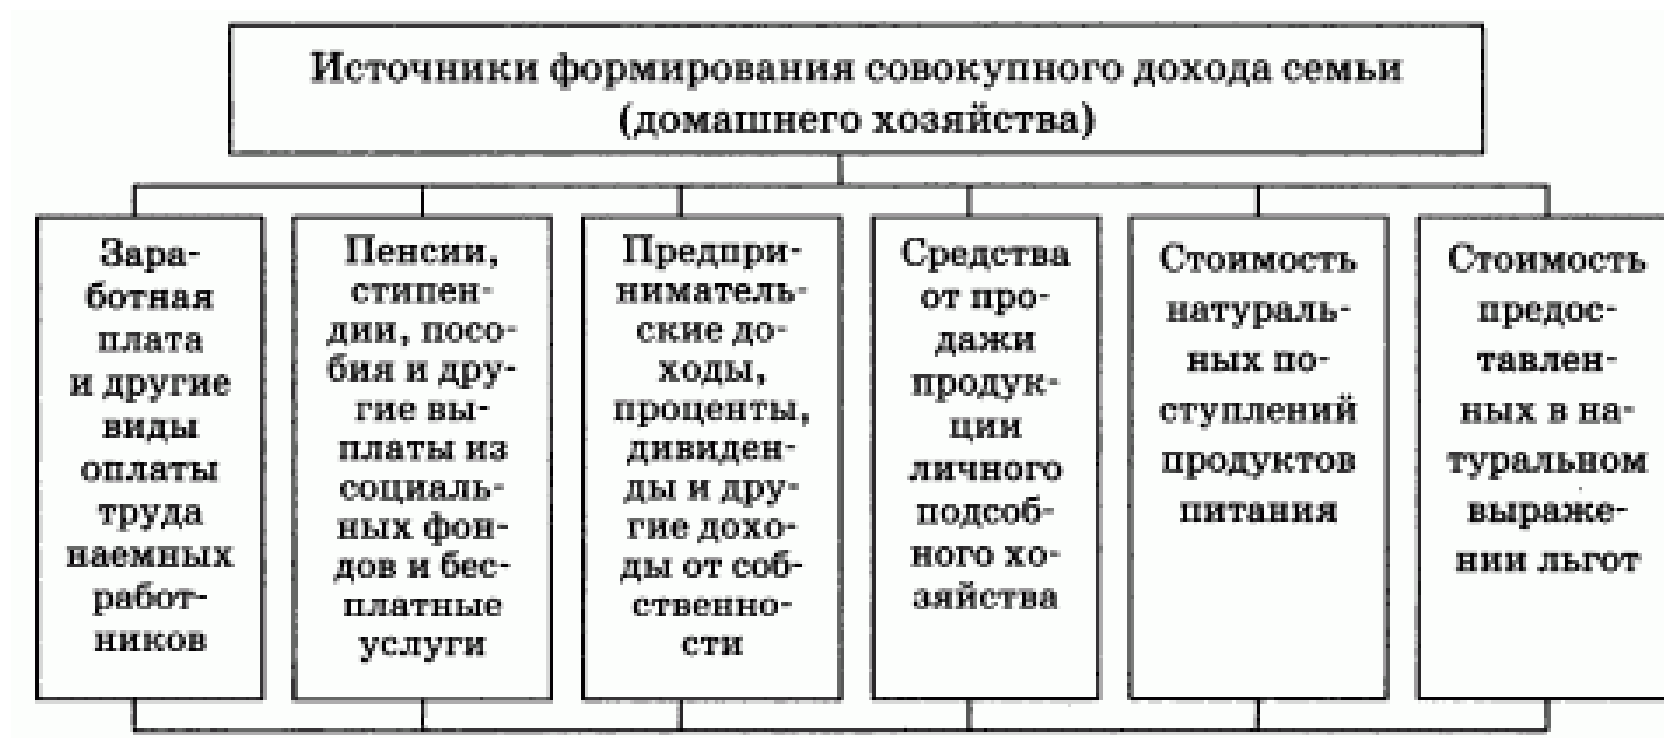 Источники формирования совокупного дохода семьи
(домашнего хозяйства)
Зара-
ботная
плата
и другие
виды
оплаты
труда
наемных
работ-
ников
Пенсии,
стипен-
дии, посо-
бия и дру-
гие вы-
платы из
социаль-
ных фон-
дов и бес-
платные
услуги
Предпри-
ниматель-
ские до-
ходы,
проценты,
дивиден-
ды и дру-
гие дохо-
ды от соб-
ственно-
сти
Средства
от про-
дажи
продук-
ции
личного
подсоб-
ного хо-
зяйства
Стоимость
натураль-
ных по-
ступлений
продуктов
питания
Стоимость
предос-
тавлен-
ных в на-
туральном
выраже-
нии льгот